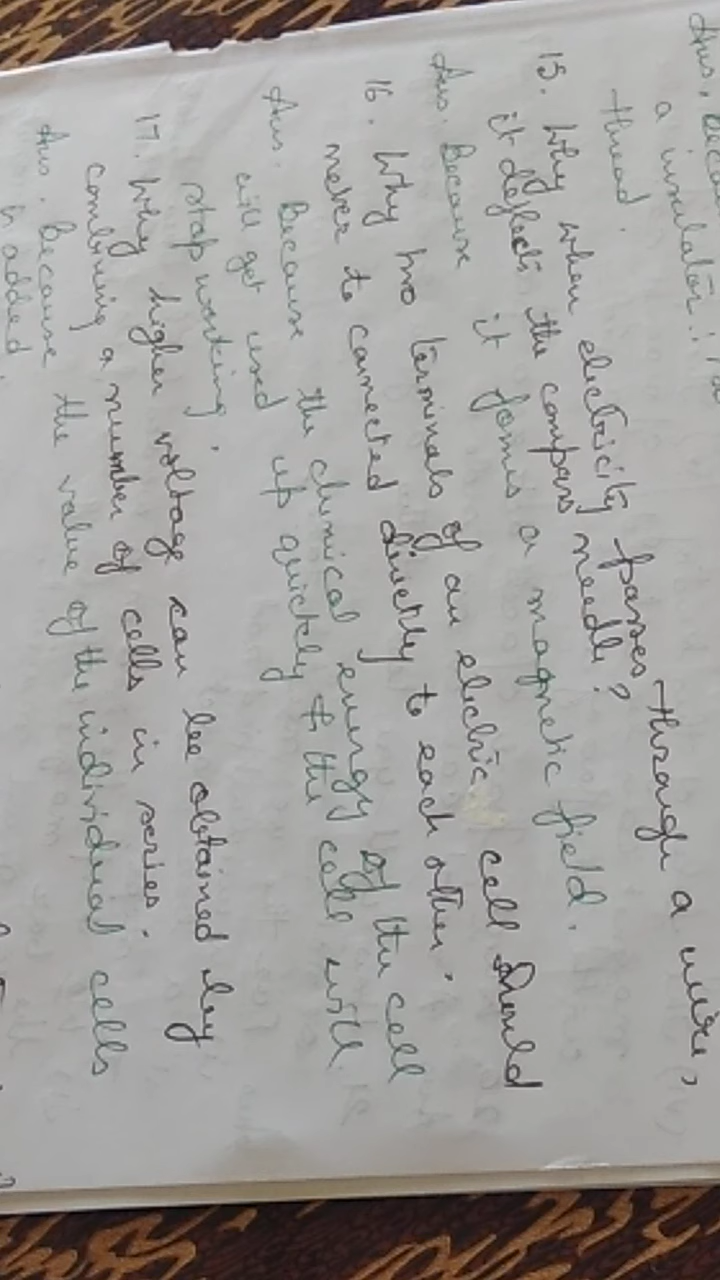 Ans. Beca
a insulator.
thread.
15. Why when electricity passes through a wire,
it deflects the compass needle?
Ans. Because it forms a magnetic field.
16. Why two terminals of an electric cell should
never to connected directly to each other.
Ans. Because the chemical energy of the cell
will get used up quickly & the cell will
stop working.
17. Why higher voltage can be obtained by
combining a number of cells in series.
Ans. Because the value of the individual cells
is added.